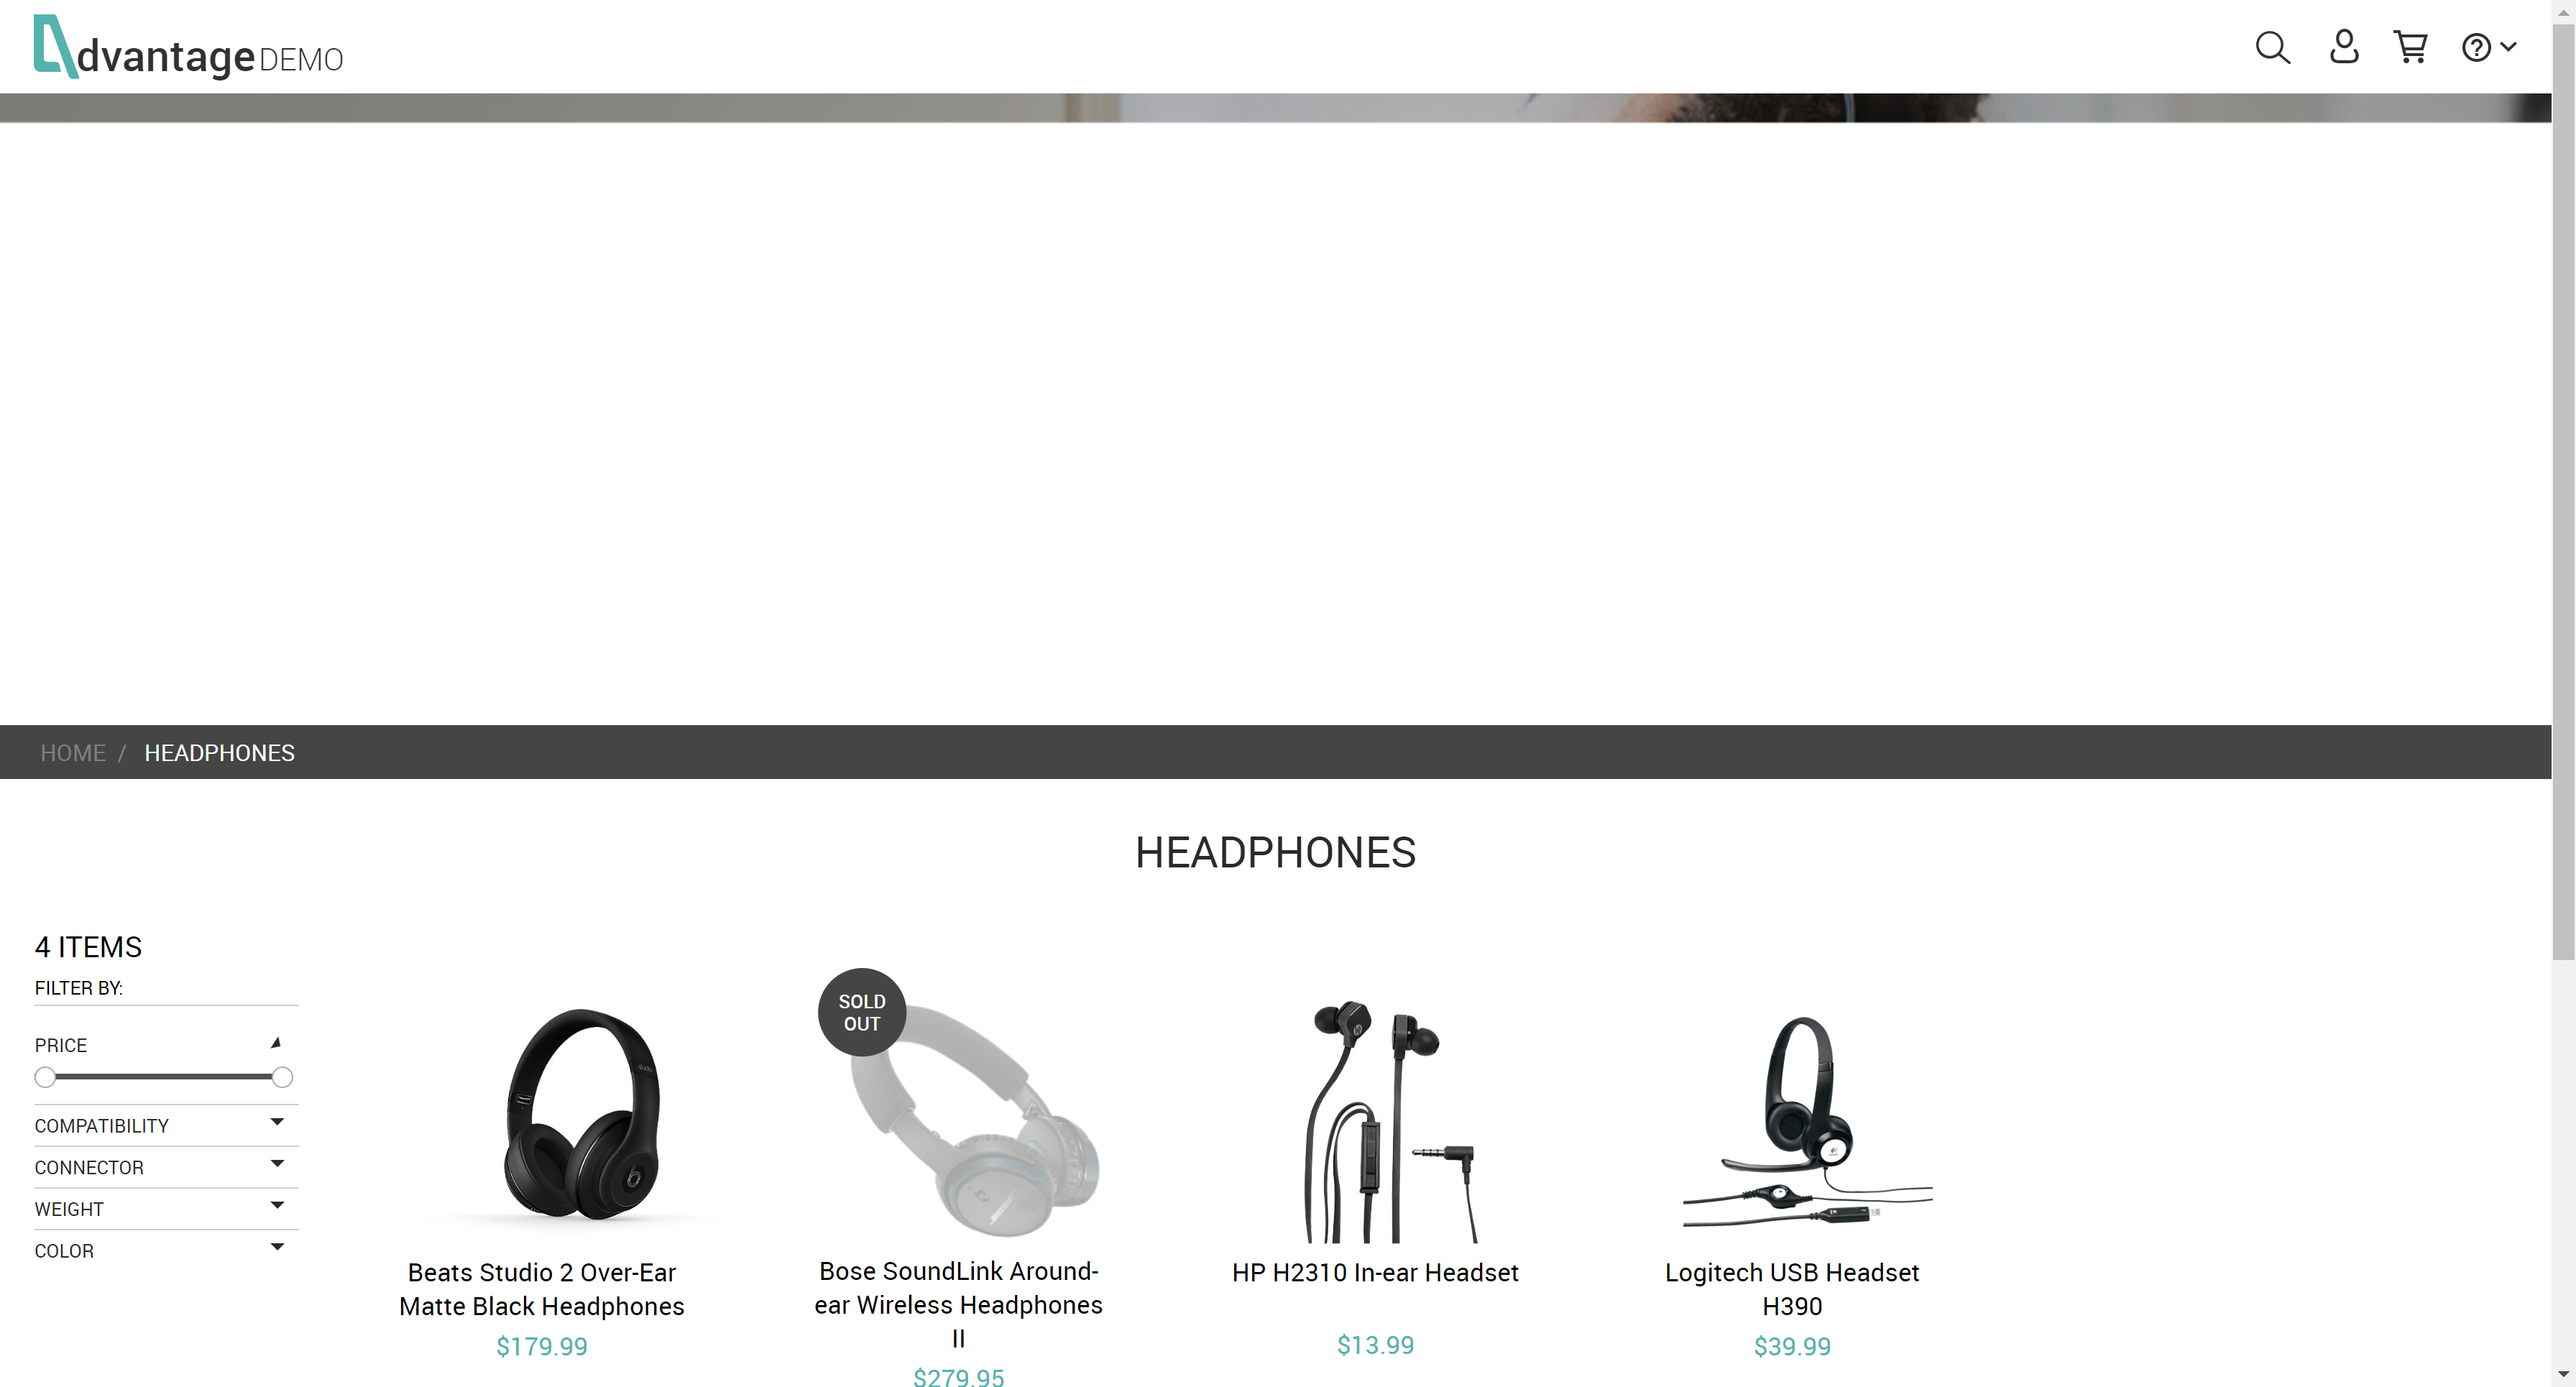 dvantage DEMO
HOME / HEADPHONES
HEADPHONES
4 ITEMS
FILTER BY:
PRICE
COMPATIBILITY
CONNECTOR
WEIGHT
COLOR
SOLD
OUT
Beats Studio 2 Over-Ear
Matte Black Headphones
$179.99
Bose SoundLink Around-
ear Wireless Headphones
II
$279.95
HP H2310 In-ear Headset
$13.99
Logitech USB Headset
H390
$39.99